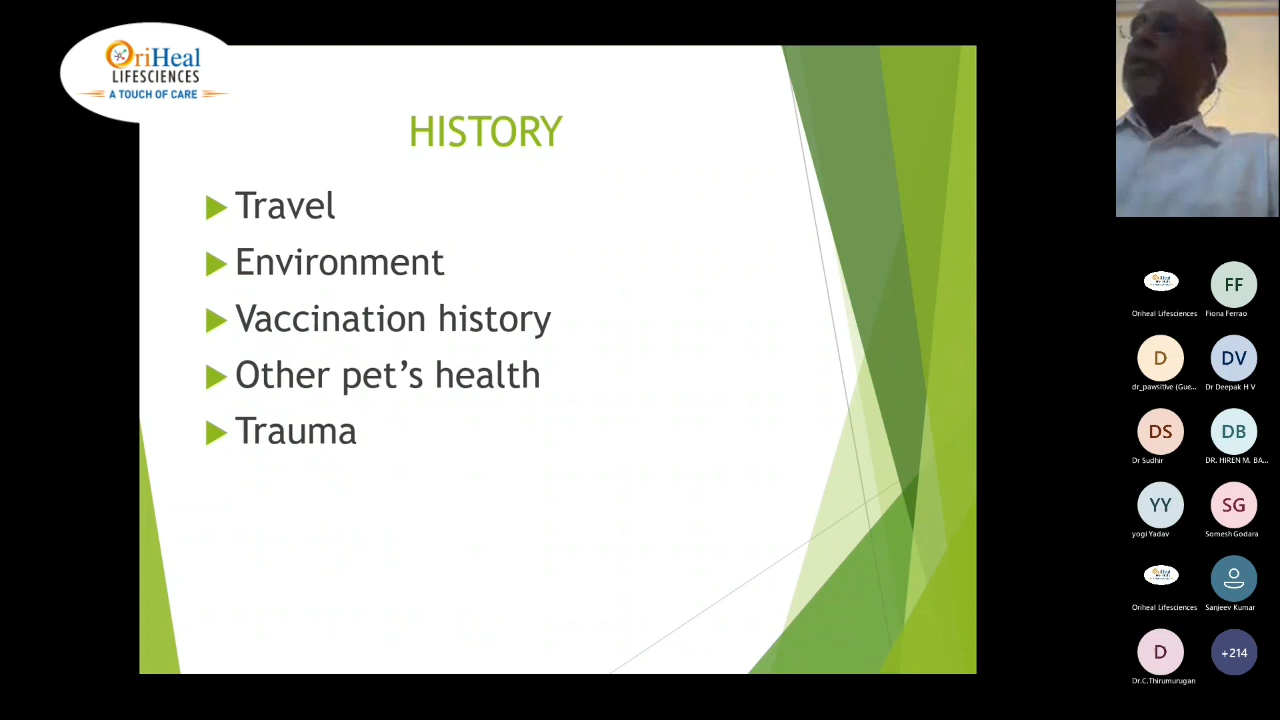 OriHeal
LIFESCIENCES
A TOUCH OF CARE
HISTORY
Travel
Environment
Vaccination history
Other pet's health
Trauma
OriHeal
Oriheal Lifesciences
FF
Fiona Ferrao
D
dr_pawsitive (Gue...
DV
Dr Deepak H V
DS
Dr Sudhir
DB
DR. HIREN M. BA...
YY
yogi Yadav
SG
Somesh Godara
OriHeal
Oriheal Lifesciences
Sanjeev Kumar
D
Dr.C.Thirumurugan
+214